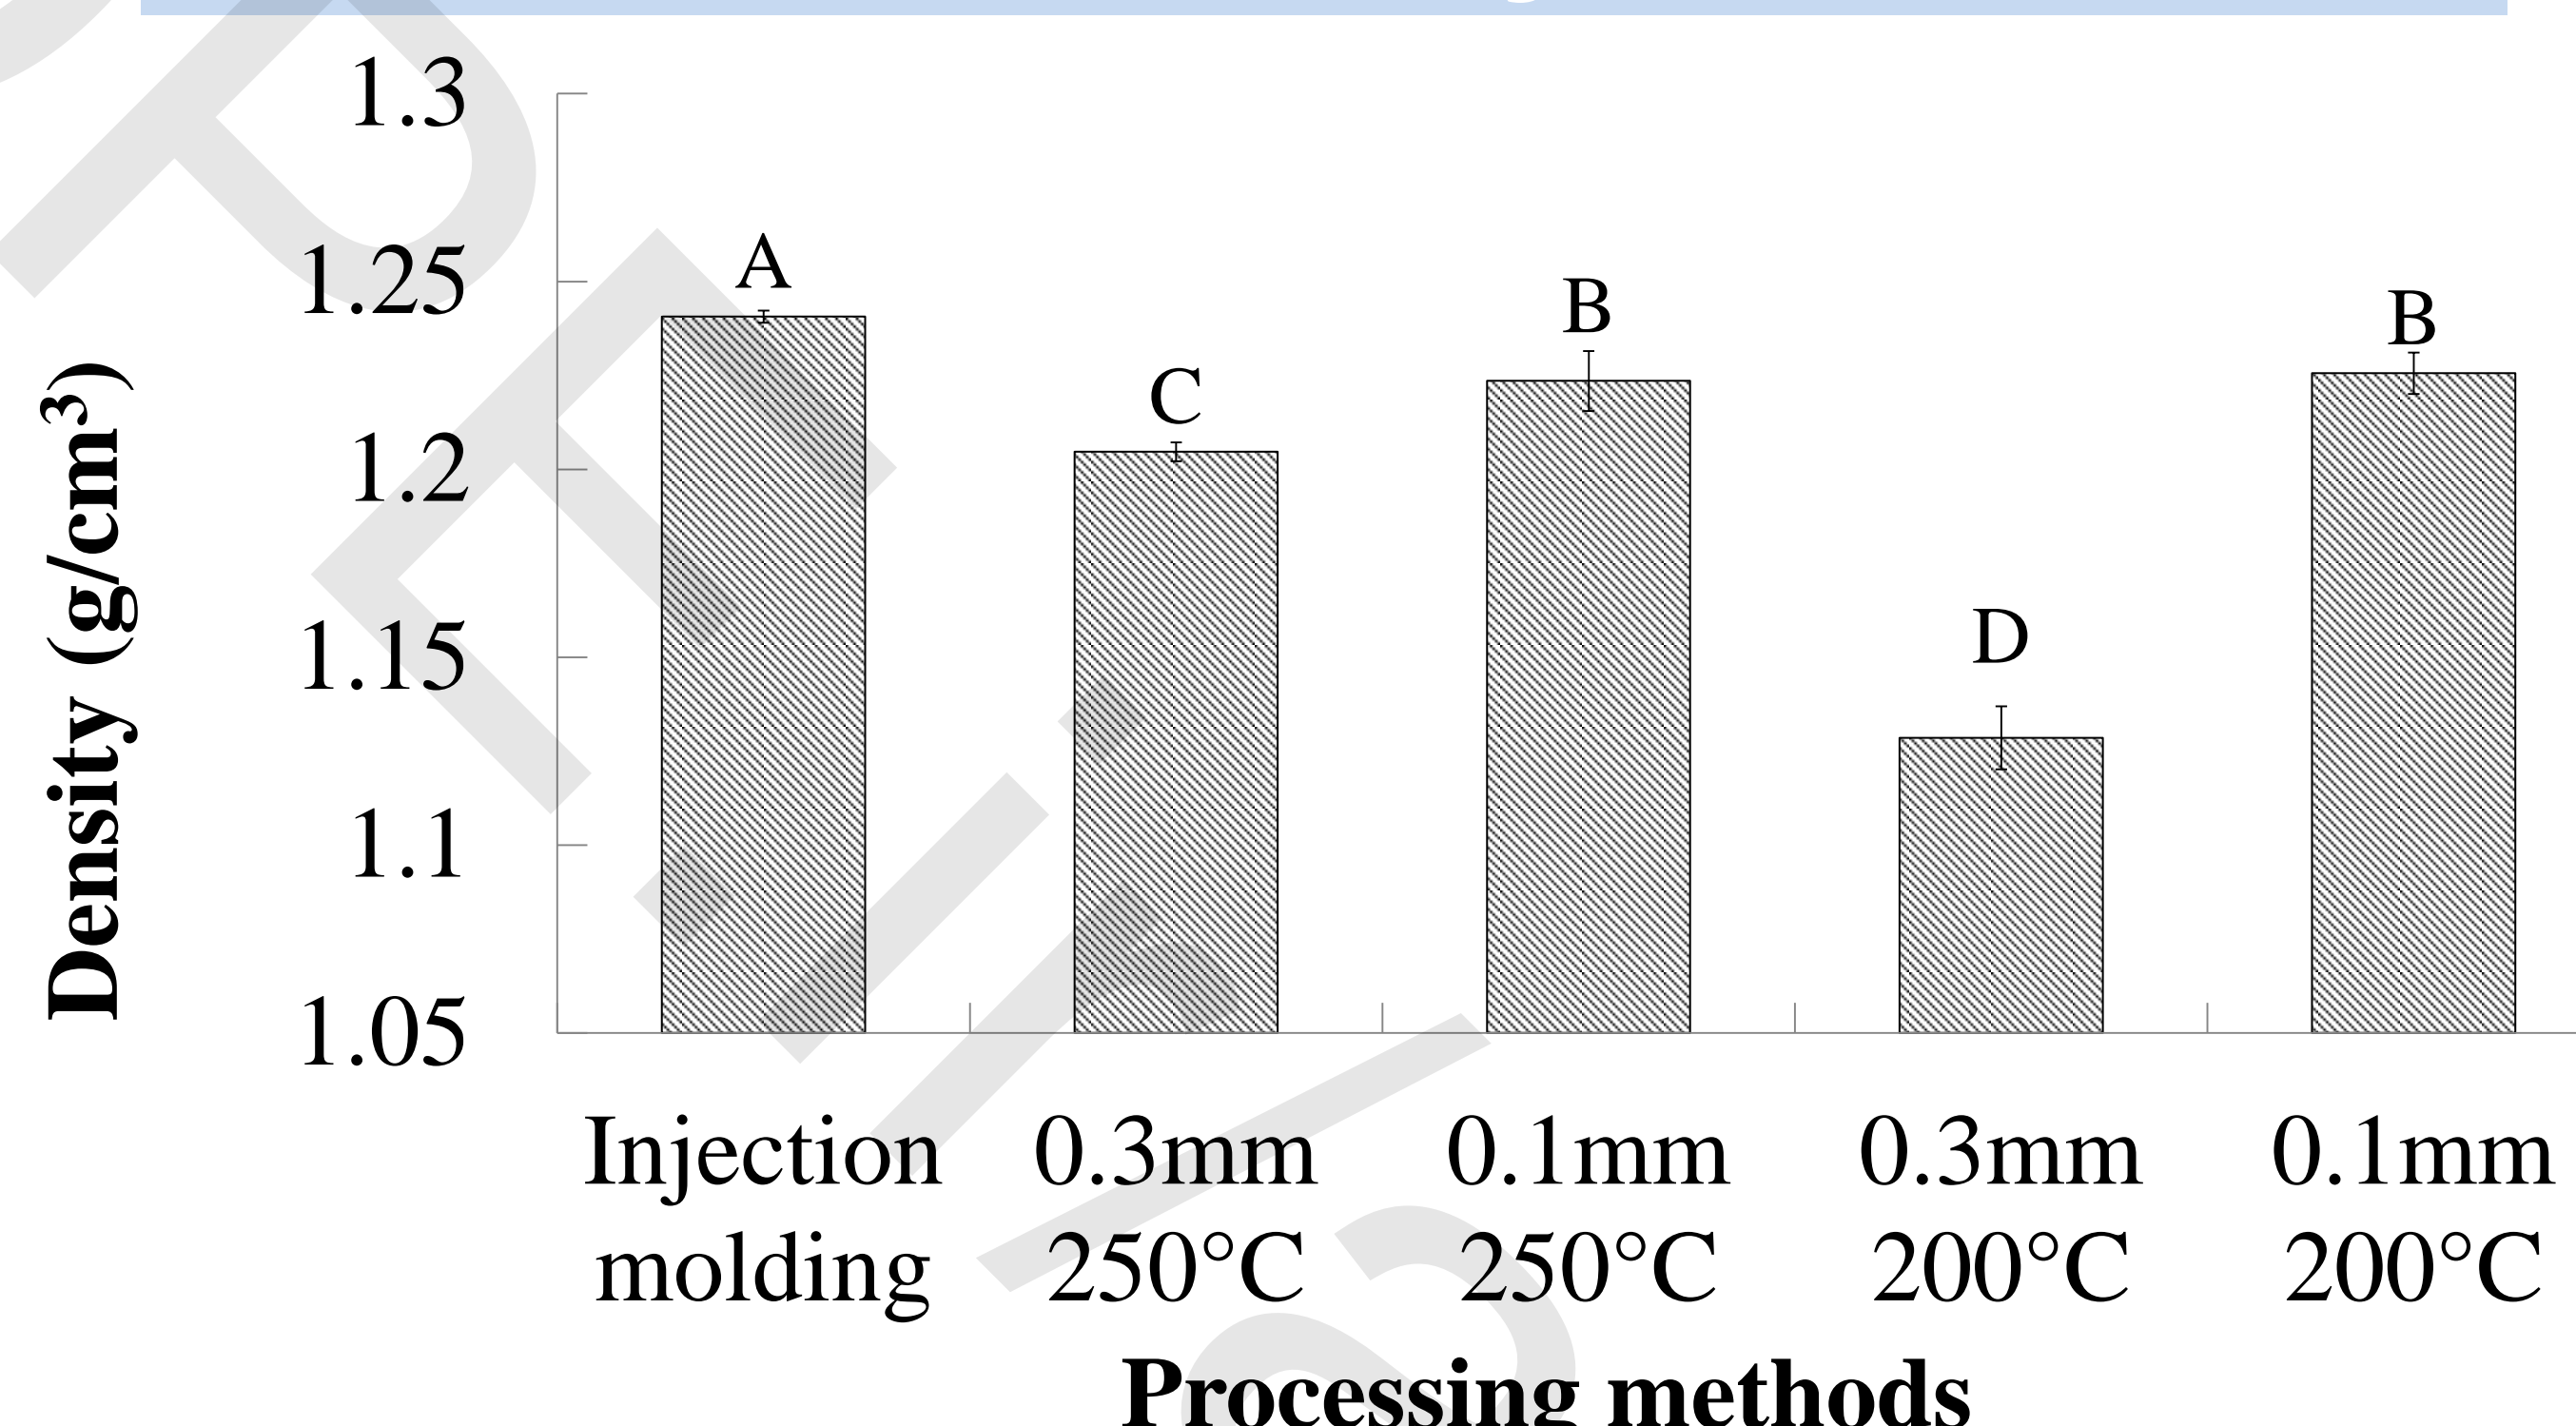 1.3
1.25
1.2
1.15
1.1
1.05
Density (g/cm³)
A
C
B
D
B
Injection molding
0.3mm 250°C
0.1mm 250°C
0.3mm 200°C
0.1mm 200°C
Processing methods